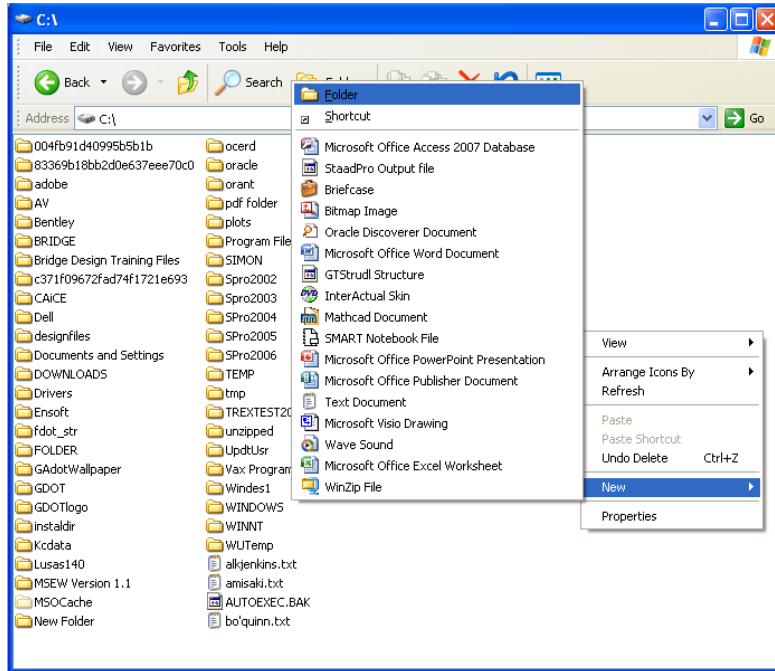 C:\
File Edit View Favorites Tools Help
Back Search
Address C:\ Go
004fb91d40995b5b1b
83369b18bb2d0e637eee70c0
adobe
AV
Bentley
BRIDGE
Bridge Design Training Files
c371f09672fad74f1721e693
CAiCE
Dell
designfiles
Documents and Settings
DOWNLOADS
Drivers
Ensoft
fdot_str
FOLDER
GAdotWallpaper
GDOT
GDOTlogo
instaldir
Kcdata
Lusas140
MSEW Version 1.1
MSOCache
New Folder
ocerd
oracle
orant
pdf folder
plots
Program File
SIMON
Spro2002
Spro2003
SPro2004
SPro2005
SPro2006
TEMP
tmp
TREXTEST20
unzipped
UpdtUsr
Vax Program
Windes1
WINDOWS
WINNT
WUTemp
alkjenkins.txt
amisaki.txt
AUTOEXEC.BAK
bo'quinn.txt
Folder
Shortcut
Microsoft Office Access 2007 Database
StaadPro Output file
Briefcase
Bitmap Image
Oracle Discoverer Document
Microsoft Office Word Document
GTStrudl Structure
InterActual Skin
Mathcad Document
SMART Notebook File
Microsoft Office PowerPoint Presentation
Microsoft Office Publisher Document
Text Document
Microsoft Visio Drawing
Wave Sound
Microsoft Office Excel Worksheet
WinZip File
View
Arrange Icons By
Refresh
Paste
Paste Shortcut
Undo Delete Ctrl+Z
New
Properties